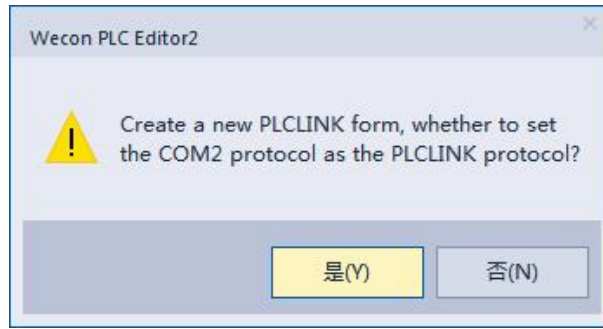 Wecon PLC Editor2
Create a new PLCLINK form, whether to set
the COM2 protocol as the PLCLINK protocol?
是(Y)
否(N)